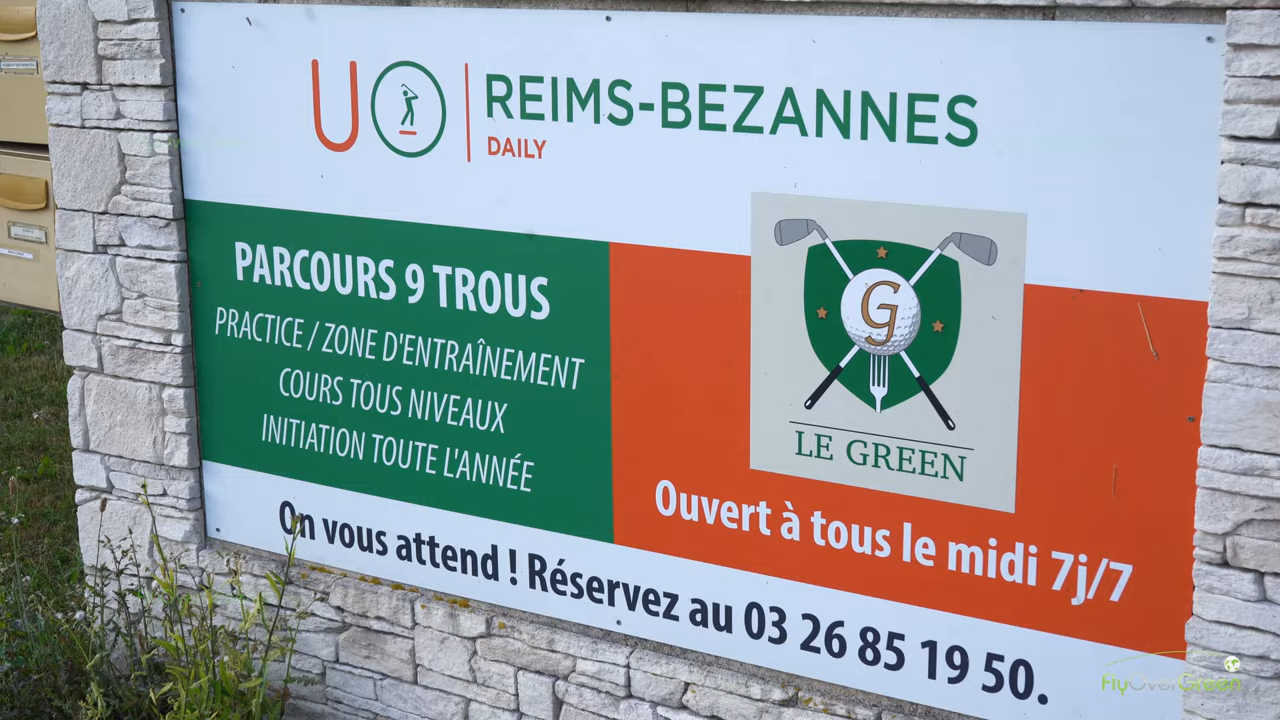 U
REIMS-BEZANNES
DAILY
PARCOURS 9 TROUS
PRACTICE / ZONE D'ENTRAÎNEMENT
COURS TOUS NIVEAUX
INITIATION TOUTE L'ANNÉE
G
LE GREEN
Ouvert à tous le midi 7j/7
On vous attend ! Réservez au 03 26 85 19 50.
FlyOverGreen